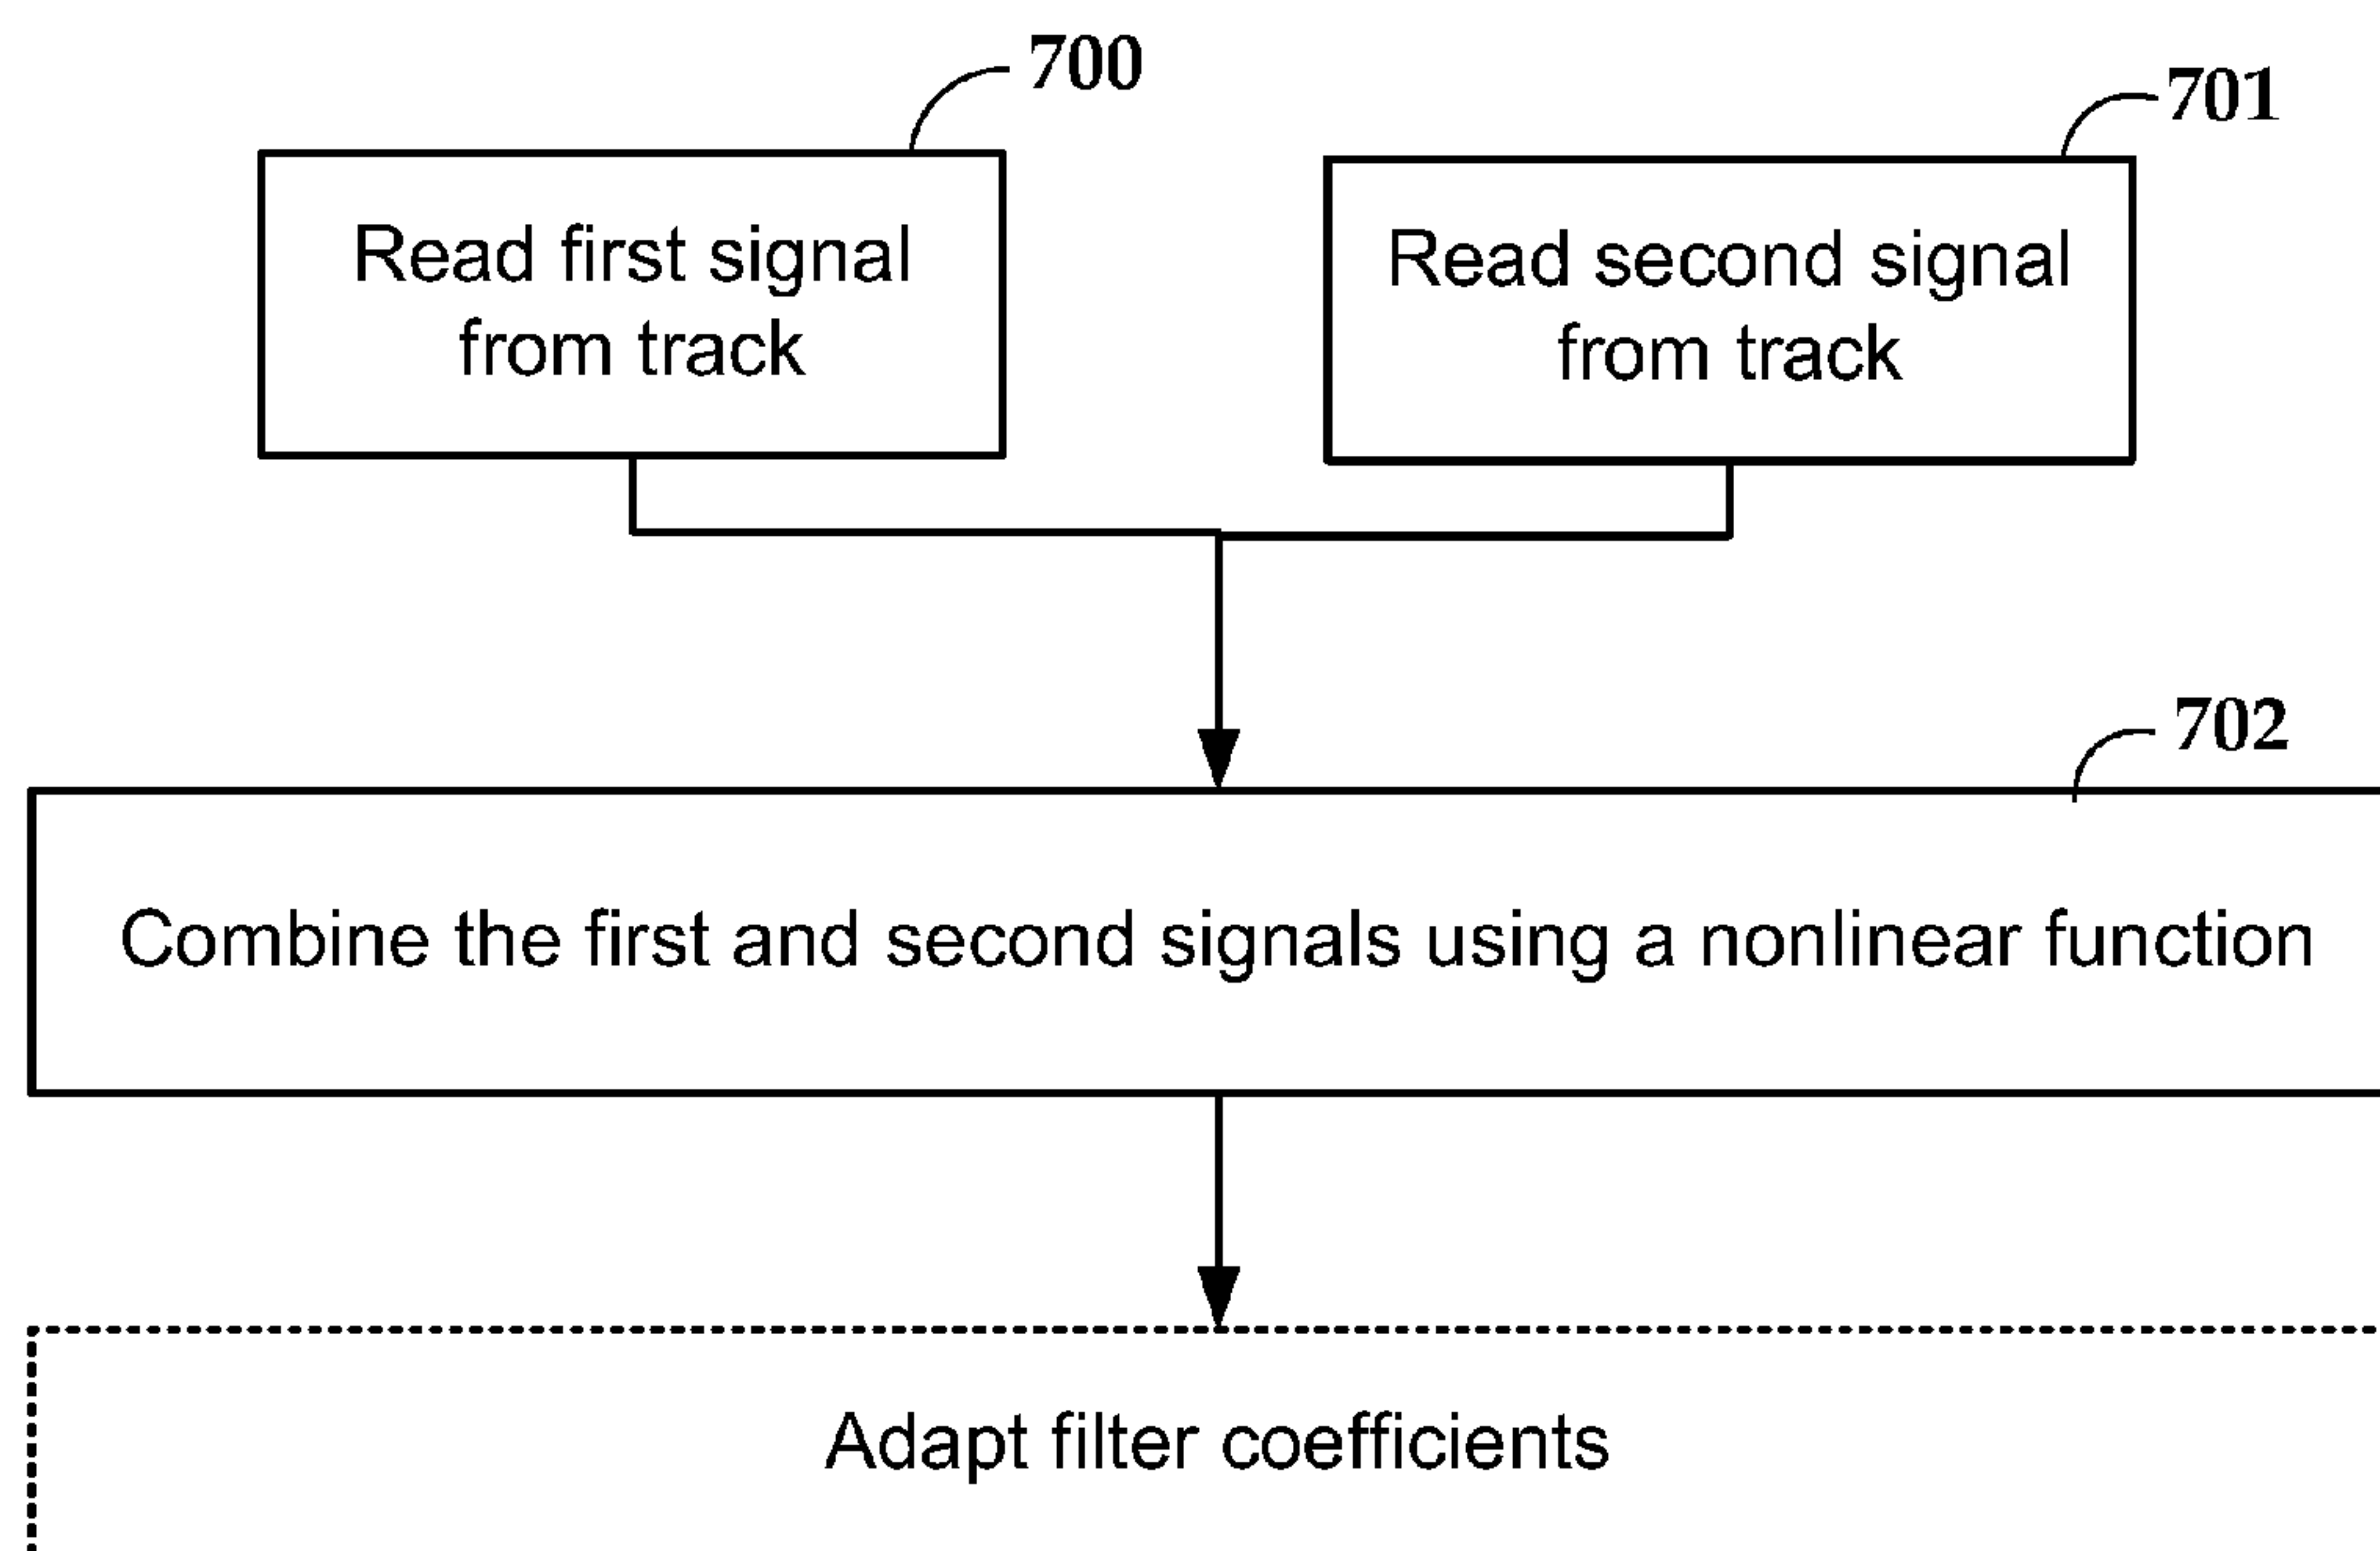 700
701
Read first signal
from track
Read second signal
from track
702
Combine the first and second signals using a nonlinear function
Adapt filter coefficients